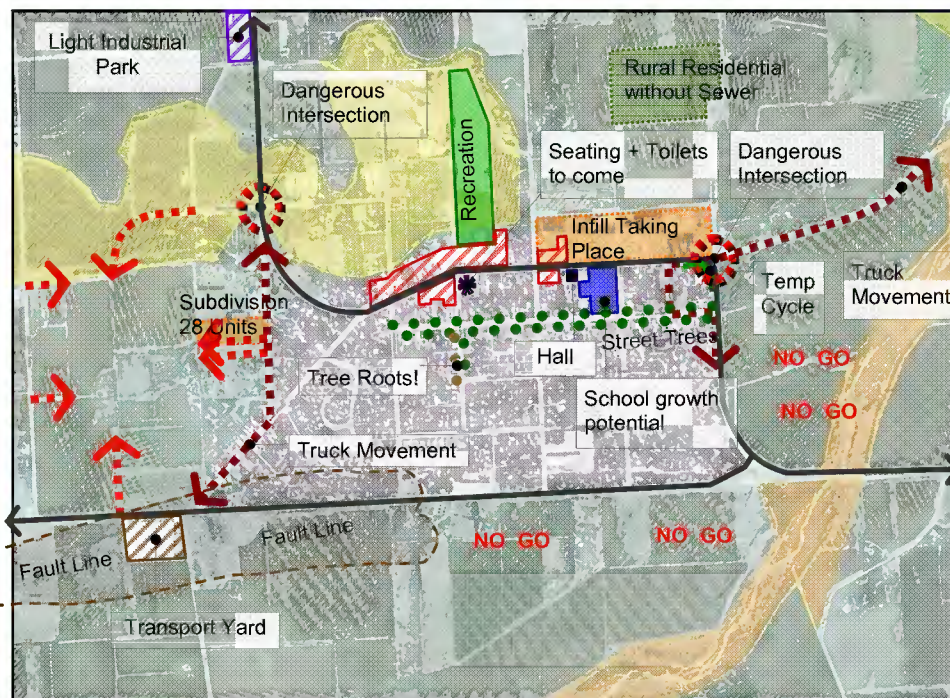 Light Industrial
Park
Dangerous
Intersection
Rural Residential
without Sewer
Recreation
Seating + Toilets
to come
Dangerous
Intersection
Infill Taking
Place
Temp
Cycle
Truck
Movement
Subdivision
28 Units
Street Trees
Hall
Tree Roots!
NO GO
NO GO
School growth
potential
Truck Movement
Fault Line
Fault Line
NO GO
NO GO
Transport Yard